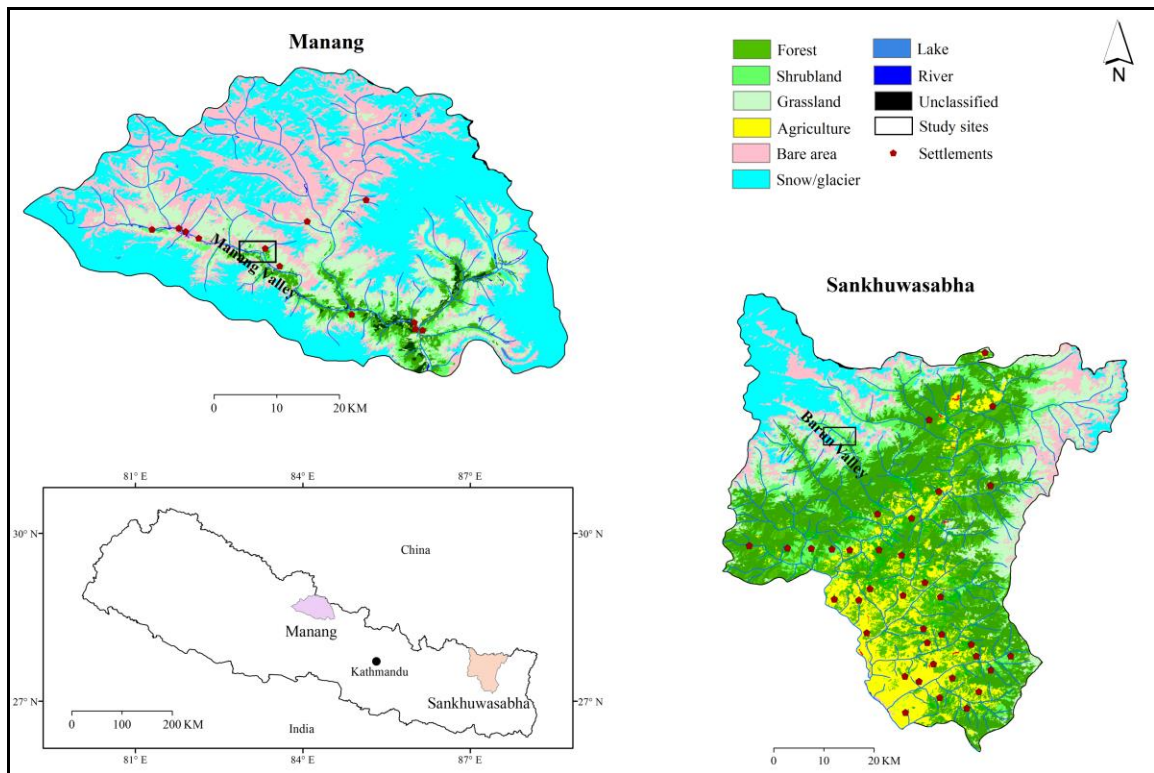 Manang
Manang Valley
0 10 20 KM
Forest
Shrubland
Grassland
Agriculture
Bare area
Snow/glacier
Lake
River
Unclassified
Study sites
Settlements
N
Sankhuwasabha
Barun Valley
0 10 20 KM
81° E 84° E 87° E
30° N
27° N
30° N
27° N
China
Manang
Kathmandu
Sankhuwasabha
India
0 100 200 KM
81° E 84° E 87° E